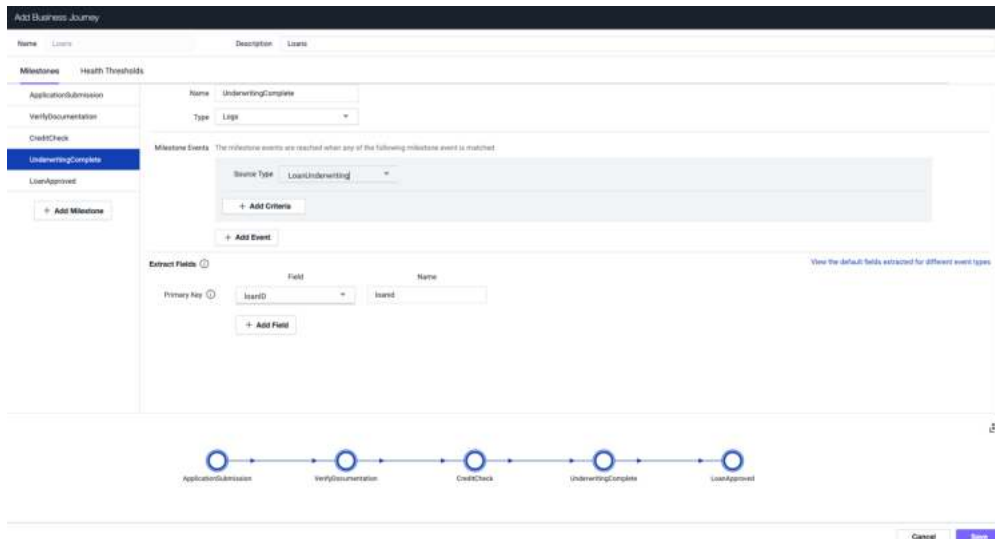 Add Business Journey
Name Loans Description Loans
Milestones Health Thresholds
ApplicationSubmission
VerifyDocumentation
CreditCheck
UnderwritingComplete
LoanApproved
+ Add Milestone
Name UnderwritingComplete
Type Logs
Milestone Events The milestone events are reached when any of the following milestone event is matched
Source Type LoanUnderwriting
+ Add Criteria
+ Add Event
Extract Fields
View the default fields extracted for different event types
Field Name
Primary Key loanID loanid
+ Add Field
ApplicationSubmission VerifyDocumentation CreditCheck UnderwritingComplete LoanApproved
Cancel Save